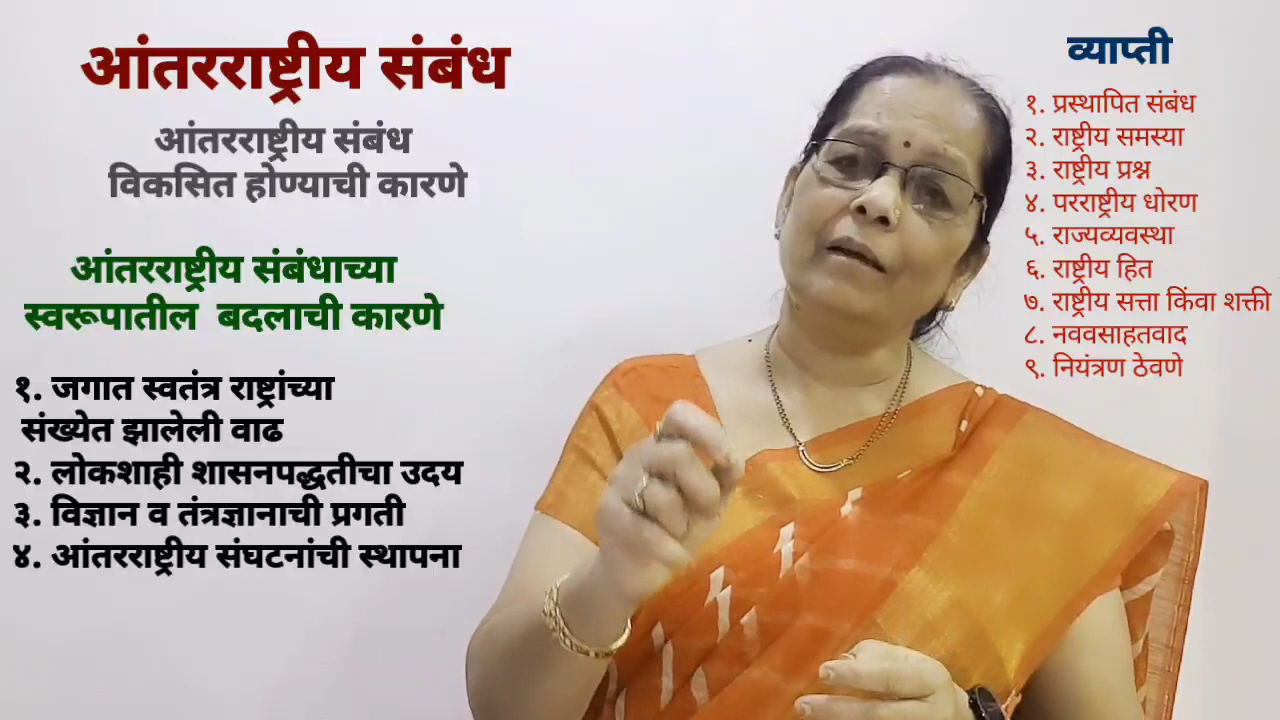 आंतरराष्ट्रीय संबंध
आंतरराष्ट्रीय संबंध
विकसित होण्याची कारणे
आंतरराष्ट्रीय संबंधाच्या
स्वरूपातील बदलाची कारणे
१. जगात स्वतंत्र राष्ट्रांच्या
संख्येत झालेली वाढ
२. लोकशाही शासनपद्धतीचा उदय
३. विज्ञान व तंत्रज्ञानाची प्रगती
४. आंतरराष्ट्रीय संघटनांची स्थापना
व्याप्ती
१. प्रस्थापित संबंध
२. राष्ट्रीय समस्या
३. राष्ट्रीय प्रश्न
४. परराष्ट्रीय धोरण
५. राज्यव्यवस्था
६. राष्ट्रीय हित
७. राष्ट्रीय सत्ता किंवा शक्ती
८. नववसाहतवाद
९. नियंत्रण ठेवणे